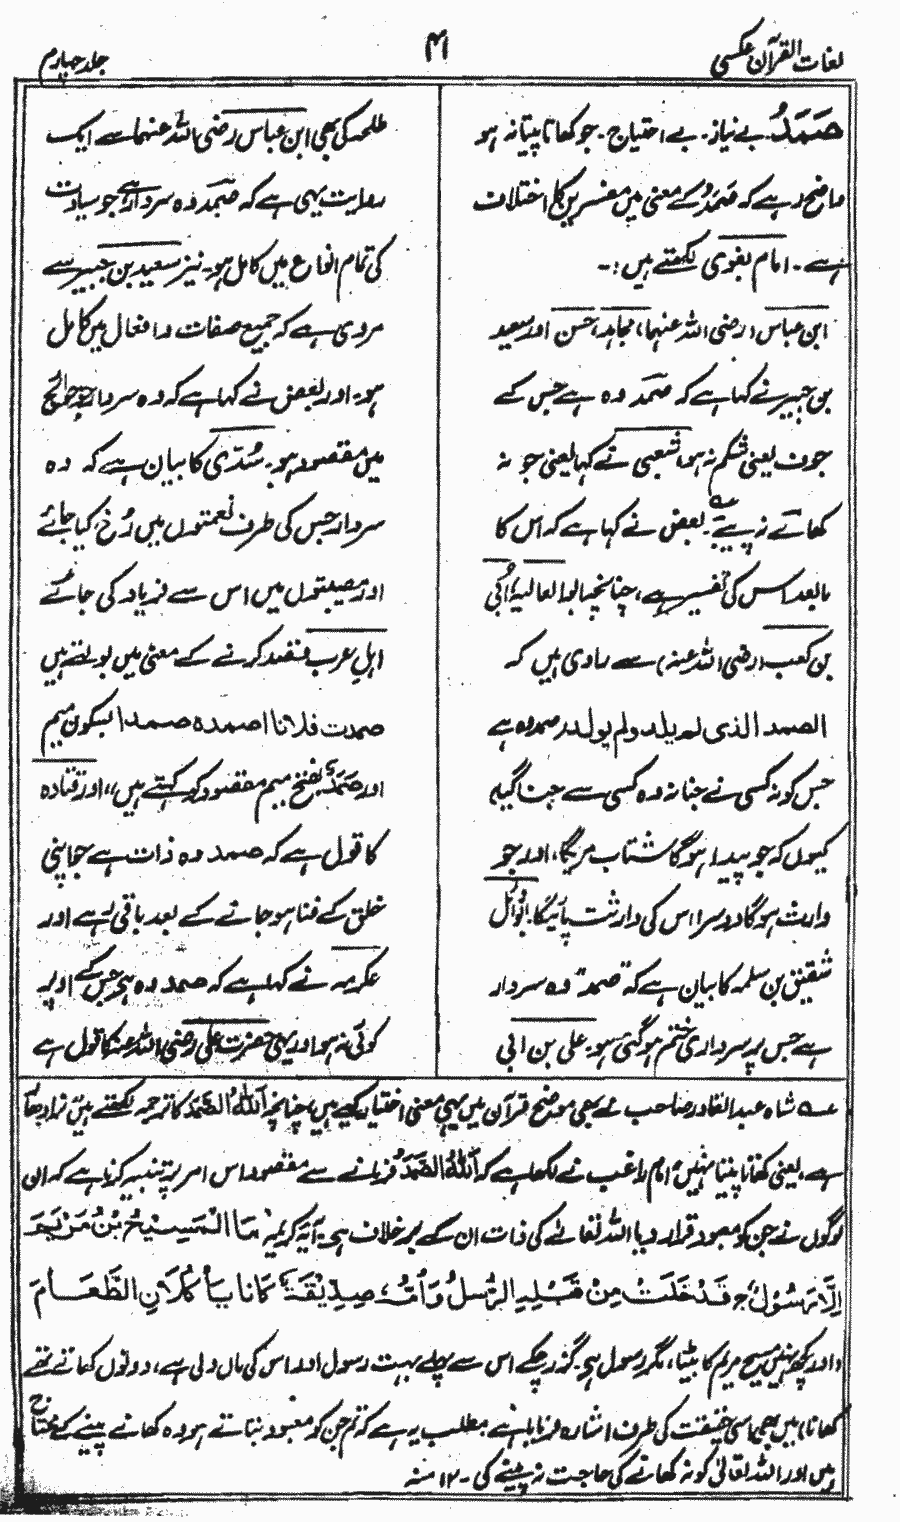 لغات القرآن عکسی
۴۱
جلد چہارم
صَمَدُ بے نیاز۔ بے احتیاج۔ جو کھاتا پیتا نہ ہو
واضح رہے کہ صَمَدُ کے معنی میں مفسرین کا اختلاف
ہے۔ امام بغوی لکھتے ہیں:۔
ابن عباس (رضی اللہ عنہما)، مجاہد، حسن اور سعید
بن جبیر نے کہا ہے کہ صمد وہ ہے جس کے
جوف یعنی شکم نہ ہو، شعبی نے کہا یعنی جو نہ
کھائے نہ پیے۔ بعض نے کہا ہے کہ اس کا
مابعد اس کی تفسیر ہے، چنانچہ ابو العالیہ، اُبَی
بن کعب (رضی اللہ عنہ) سے راوی ہیں کہ
الصمد الذی لم یلد ولم یولد صمد وہ ہے
جس کو نہ کسی نے جنا نہ وہ کسی سے جنا گیا،
کیوں کہ جو پیدا ہوگا شتاب مریگا، اور جو
وارث ہوگا دوسرا اس کی وراثت پائیگا۔ ابو وائل
شقیق بن سلمہ کا بیان ہے کہ صمد وہ سردار
ہے جس پر سرداری ختم ہو گئی ہو۔ علی بن ابی
طلحہ کی بھی ابن عباس رضی اللہ عنہما سے ایک
روایت یہی ہے کہ صمد وہ سردار ہے جو سیادت
کی تمام انواع میں کامل ہو۔ نیز سعید بن جبیر سے
مروی ہے کہ جمیع صفات و افعال میں کامل
ہو۔ اور بعض نے کہا ہے کہ وہ سردار جو حوائج
میں مقصود ہو۔ سُدّی کا بیان ہے کہ وہ
سردار جس کی طرف نعمتوں میں رُخ کیا جائے
اور مصیبتوں میں اس سے فریاد کی جائے
اہل عرب قصد کرنے کے معنی میں بولتے ہیں
صمدت فلانا اصمدہ صمدا بسکون میم
اور صَمَدٌ بفتح میم مقصود کو کہتے ہیں،، اور قتادہ
کا قول ہے کہ صمد وہ ذات ہے جو اپنی
خلق کے فنا ہو جانے کے بعد باقی رہے اور
عکرمہ نے کہا ہے کہ صمد وہ ہے جس کے اوپر
کوئی نہ ہو اور یہی حضرت علی رضی اللہ عنہ کا قول ہے
لہ شاہ عبدالقادر صاحب نے بھی موضح قرآن میں یہی معنی اختیار کیے ہیں، چنانچہ اَللّٰہُ الصَّمَدُ کا ترجمہ لکھتے ہیں نرادھار
ہے، یعنی کھاتا پیتا نہیں، امام راغب نے لکھا ہے کہ اَللّٰہُ الصَّمَدُ فرمانے سے مقصود اس امر پر تنبیہ کرنا ہے کہ ان
لوگوں نے جن کو معبود قرار دیا اللہ تعالیٰ کی ذات ان کے برخلاف ہے۔ آیۂ کریمہ مَا الْمَسِیْحُ بْنُ مَرْیَمَ
اِلَّا رَسُوْلٌ ج قَدْ خَلَتْ مِنْ قَبْلِہِ الرُّسُلُ وَاُمُّہٗ صِدِّیْقَۃٌ کَانَا یَاْکُلَانِ الطَّعَامَ
(اور کچھ نہیں مسیح مریم کا بیٹا، مگر رسول ہے۔ گزر چکے اس سے پہلے بہت رسول اور اس کی ماں ولی ہے، دونوں کھاتے تھے
کھانا) میں بھی اسی حقیقت کی طرف اشارہ فرمایا ہے مطلب یہ ہے کہ تم جن کو معبود بناتے ہو وہ کھانے پینے کے محتاج
ہیں اور اللہ تعالیٰ کو نہ کھانے کی حاجت نہ پینے کی۔ ۱۲ منہ